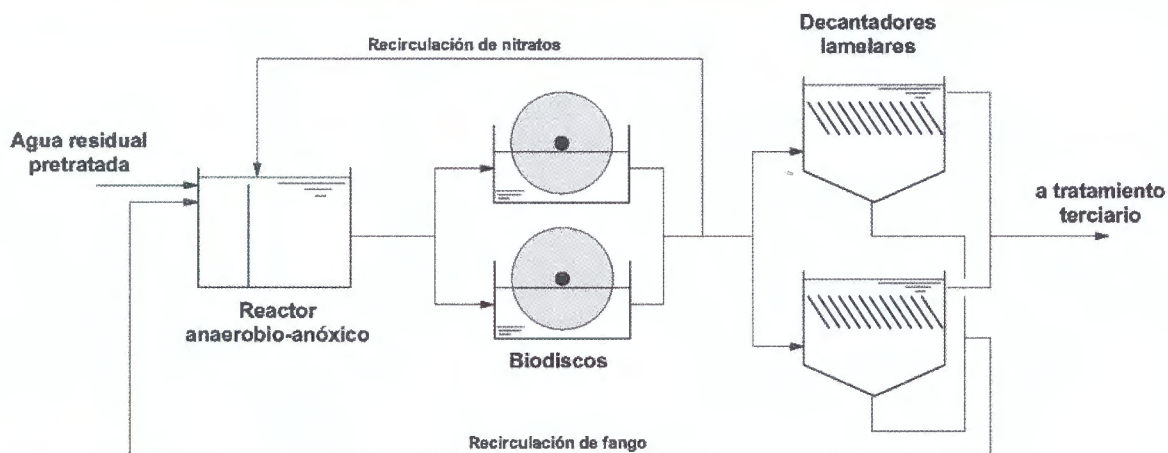 Decantadores
lamelares
Recirculación de nitratos
Agua residual
pretratada
a tratamiento
terciario
Reactor
anaerobio-anóxico
Biodiscos
Recirculación de fango